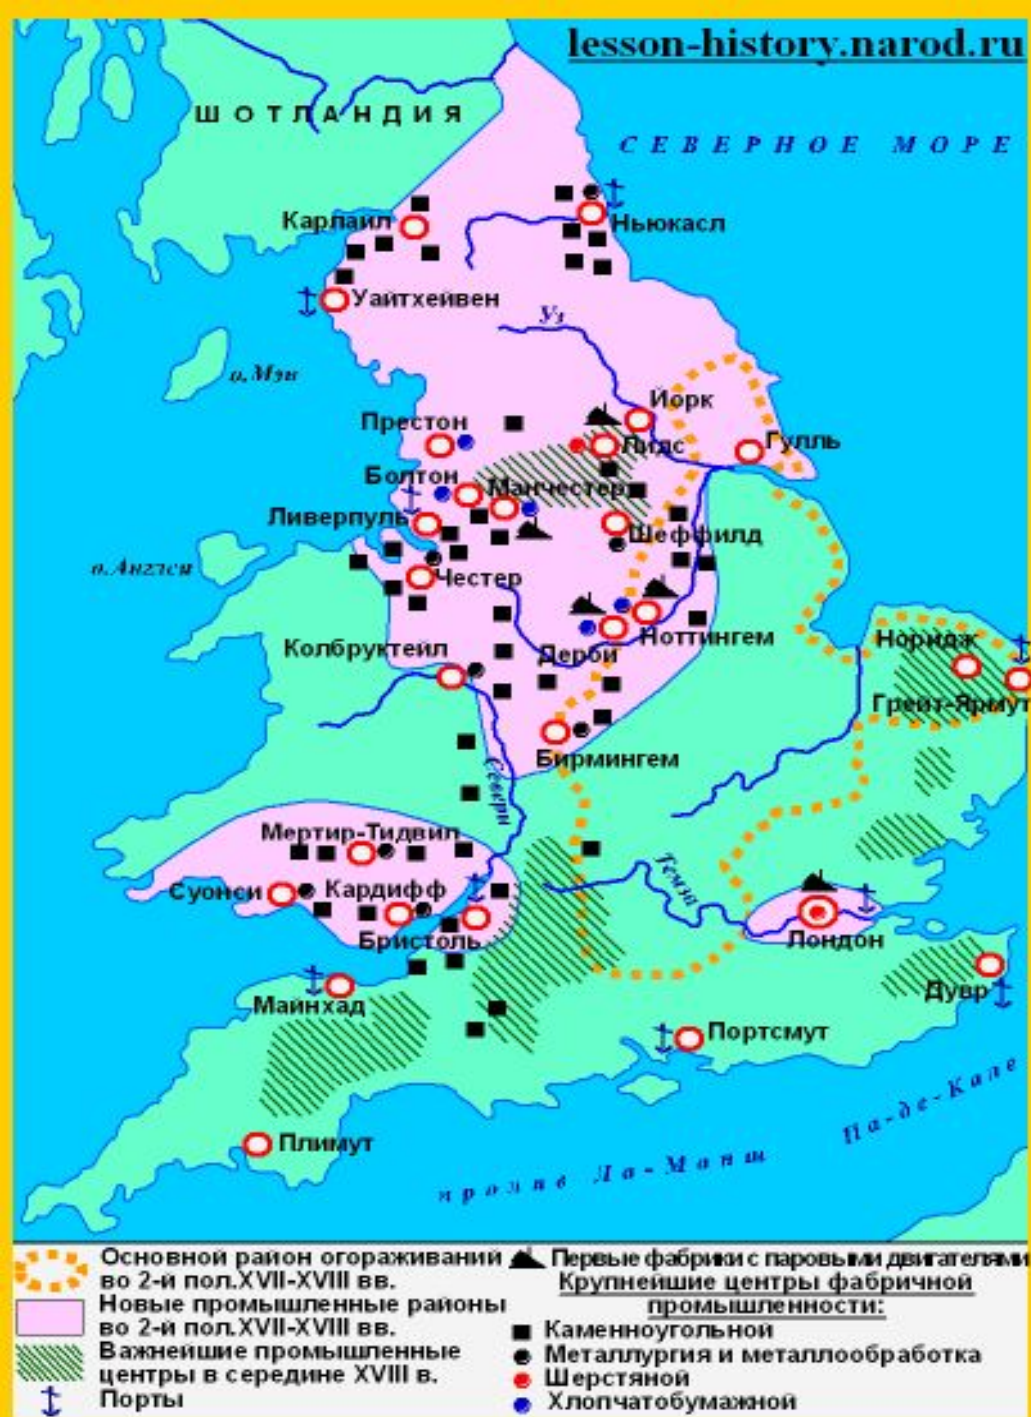 lesson-history.narod.ru
ШОТЛАНДИЯ
СЕВЕРНОЕ МОРЕ
Карлаил
Ньюкасл
Уайтхейвен
Уз
о.Мэн
Йорк
Престон
Лидс
Гулль
Болтон
Манчестер
Ливерпуль
Шеффилд
о.Англси
Честер
Колбруктейл
Дерби
Ноттингем
Норидж
Грейт-Ярмут
Бирмингем
Северн
Мертир-Тидвил
Темза
Суонси
Кардифф
Бристоль
Лондон
Майнхад
Дувр
Портсмут
Па-де-Кале
Плимут
пролив Ла-Манш
Основной район огораживаний
во 2-й пол.XVII-XVIII вв.
Новые промышленные районы
во 2-й пол.XVII-XVIII вв.
Важнейшие промышленные
центры в середине XVIII в.
Порты
Первые фабрики с паровыми двигателями
Крупнейшие центры фабричной
промышленности:
Каменноугольной
Металлургия и металлообработка
Шерстяной
Хлопчатобумажной